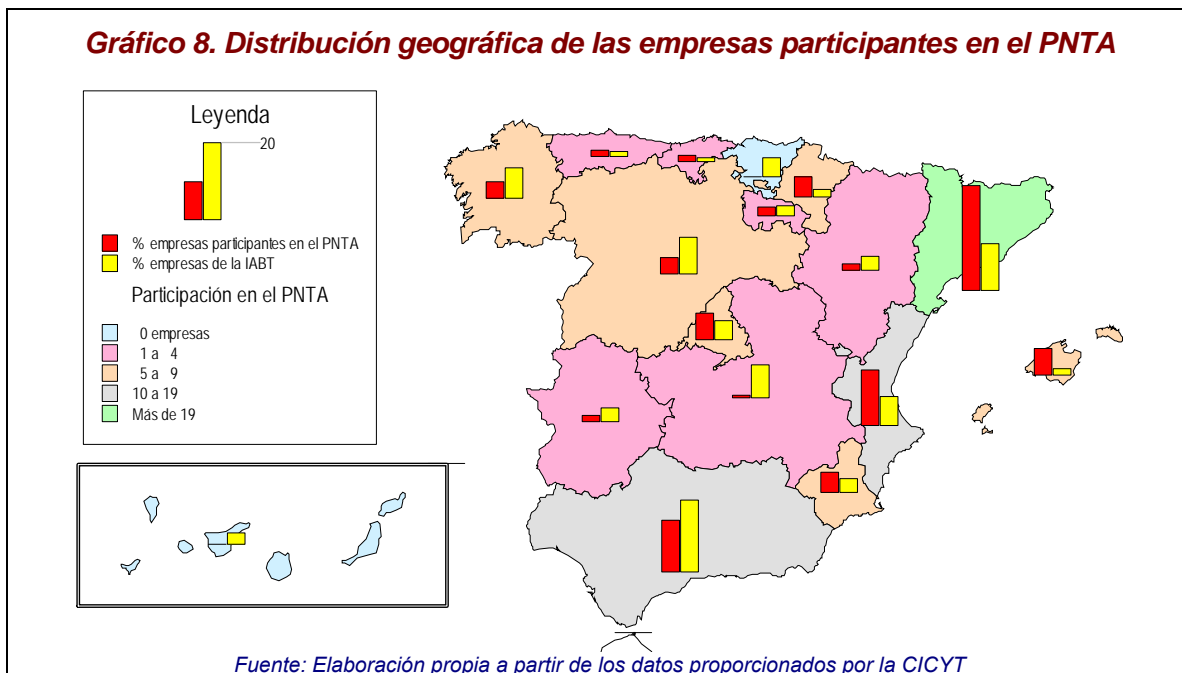 Gráfico 8. Distribución geográfica de las empresas participantes en el PNTA
Leyenda
20
% empresas participantes en el PNTA
% empresas de la IABT
Participación en el PNTA
0 empresas
1 a 4
5 a 9
10 a 19
Más de 19
Fuente: Elaboración propia a partir de los datos proporcionados por la CICYT